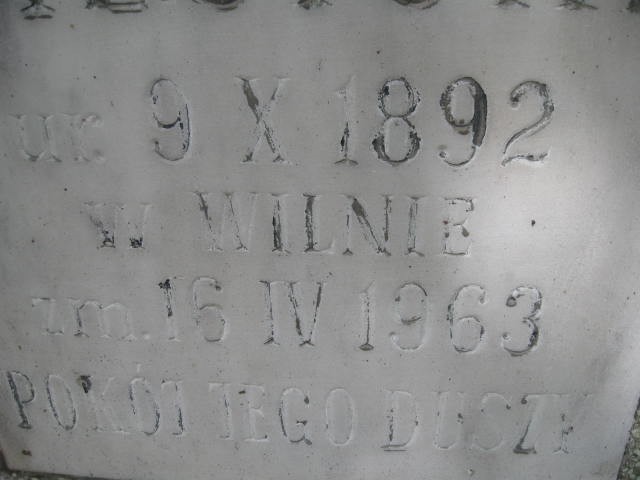 ur. 9 X 1892
w WILNIE
zm. 16 IV 1963
POKÓJ JEGO DUSZY